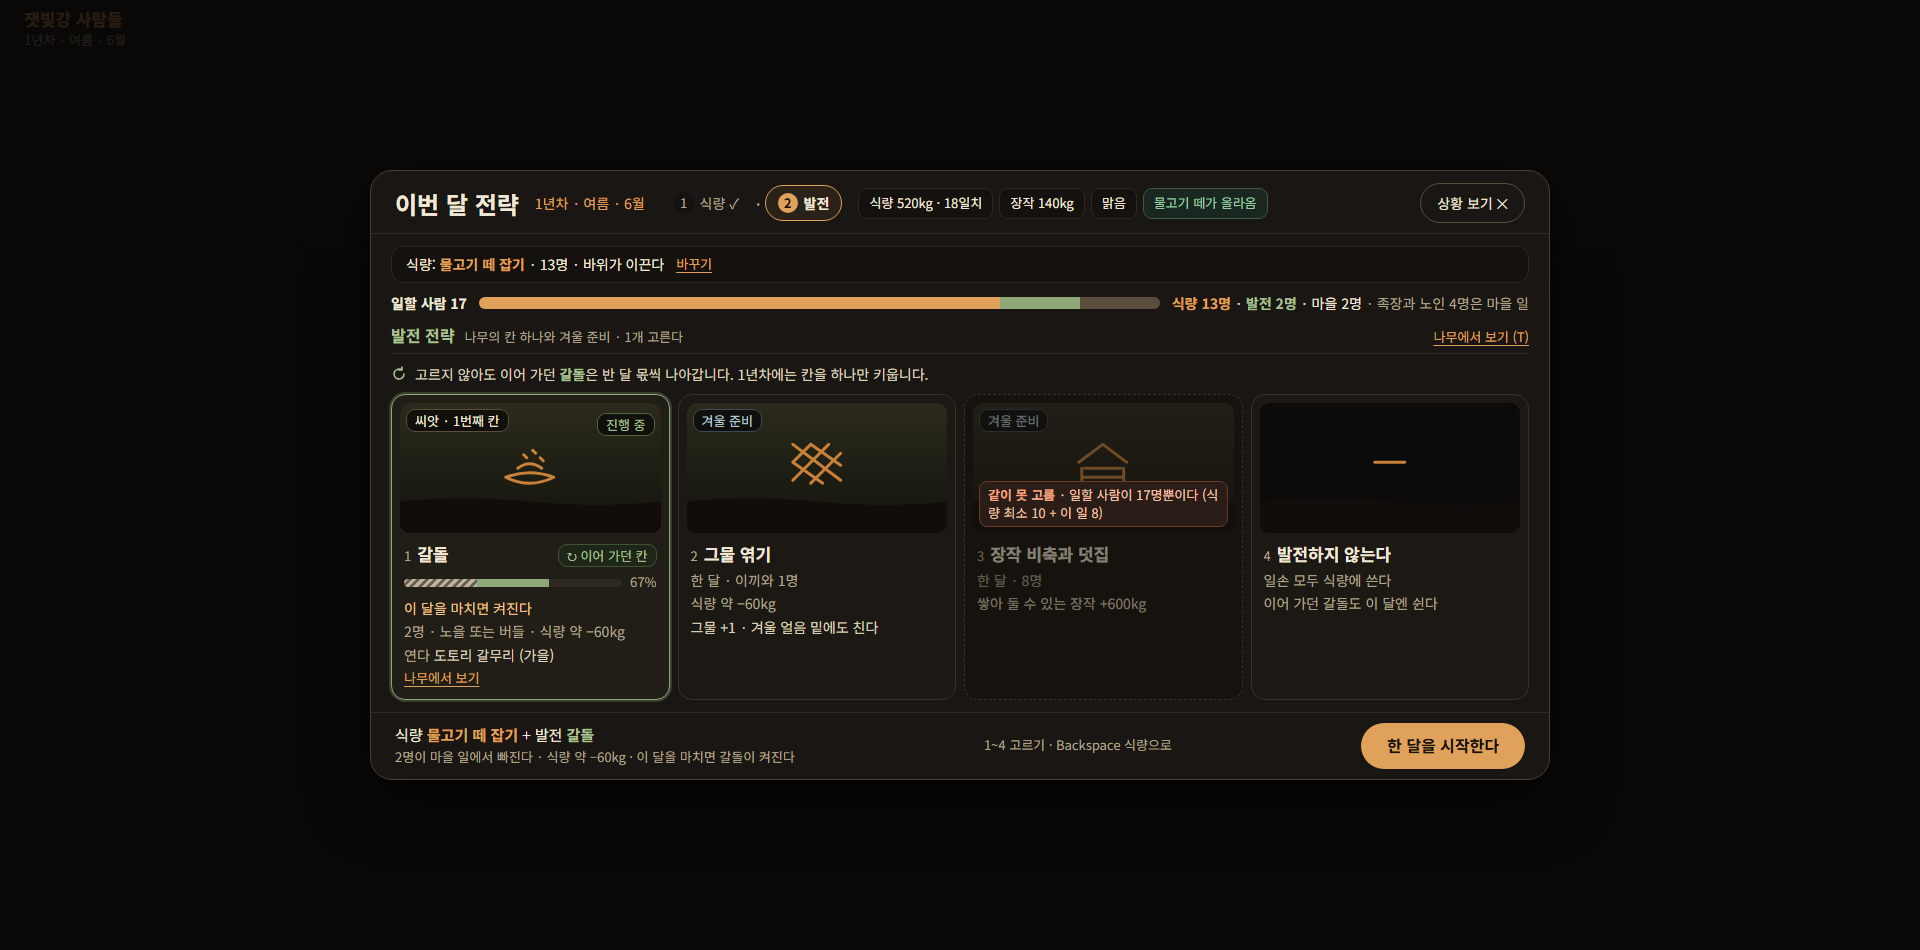 잿빛강 사람들
1년차 · 여름 · 6월
이번 달 전략 1년차 · 여름 · 6월 1 식량 ✓ · 2 발전 식량 520kg · 18일치 장작 140kg 맑음 물고기 떼가 올라옴 상황 보기 ✕
식량: 물고기 떼 잡기 · 13명 · 바위가 이끈다 바꾸기
일할 사람 17 식량 13명 · 발전 2명 · 마을 2명 · 족장과 노인 4명은 마을 일
발전 전략 나무의 칸 하나와 겨울 준비 · 1개 고른다 나무에서 보기 (T)
고르지 않아도 이어 가던 갈돌은 반 달 몫씩 나아갑니다. 1년차에는 칸을 하나만 키웁니다.
씨앗 · 1번째 칸 진행 중
1 갈돌 ↻ 이어 가던 칸
67%
이 달을 마치면 켜진다
2명 · 노을 또는 버들 · 식량 약 −60kg
연다 도토리 갈무리 (가을)
나무에서 보기
겨울 준비
2 그물 엮기
한 달 · 이끼와 1명
식량 약 −60kg
그물 +1 · 겨울 얼음 밑에도 친다
겨울 준비
같이 못 고름 · 일할 사람이 17명뿐이다 (식
량 최소 10 + 이 일 8)
3 장작 비축과 덧집
한 달 · 8명
쌓아 둘 수 있는 장작 +600kg
4 발전하지 않는다
일손 모두 식량에 쓴다
이어 가던 갈돌도 이 달엔 쉰다
식량 물고기 떼 잡기 + 발전 갈돌
2명이 마을 일에서 빠진다 · 식량 약 −60kg · 이 달을 마치면 갈돌이 켜진다
1~4 고르기 · Backspace 식량으로
한 달을 시작한다